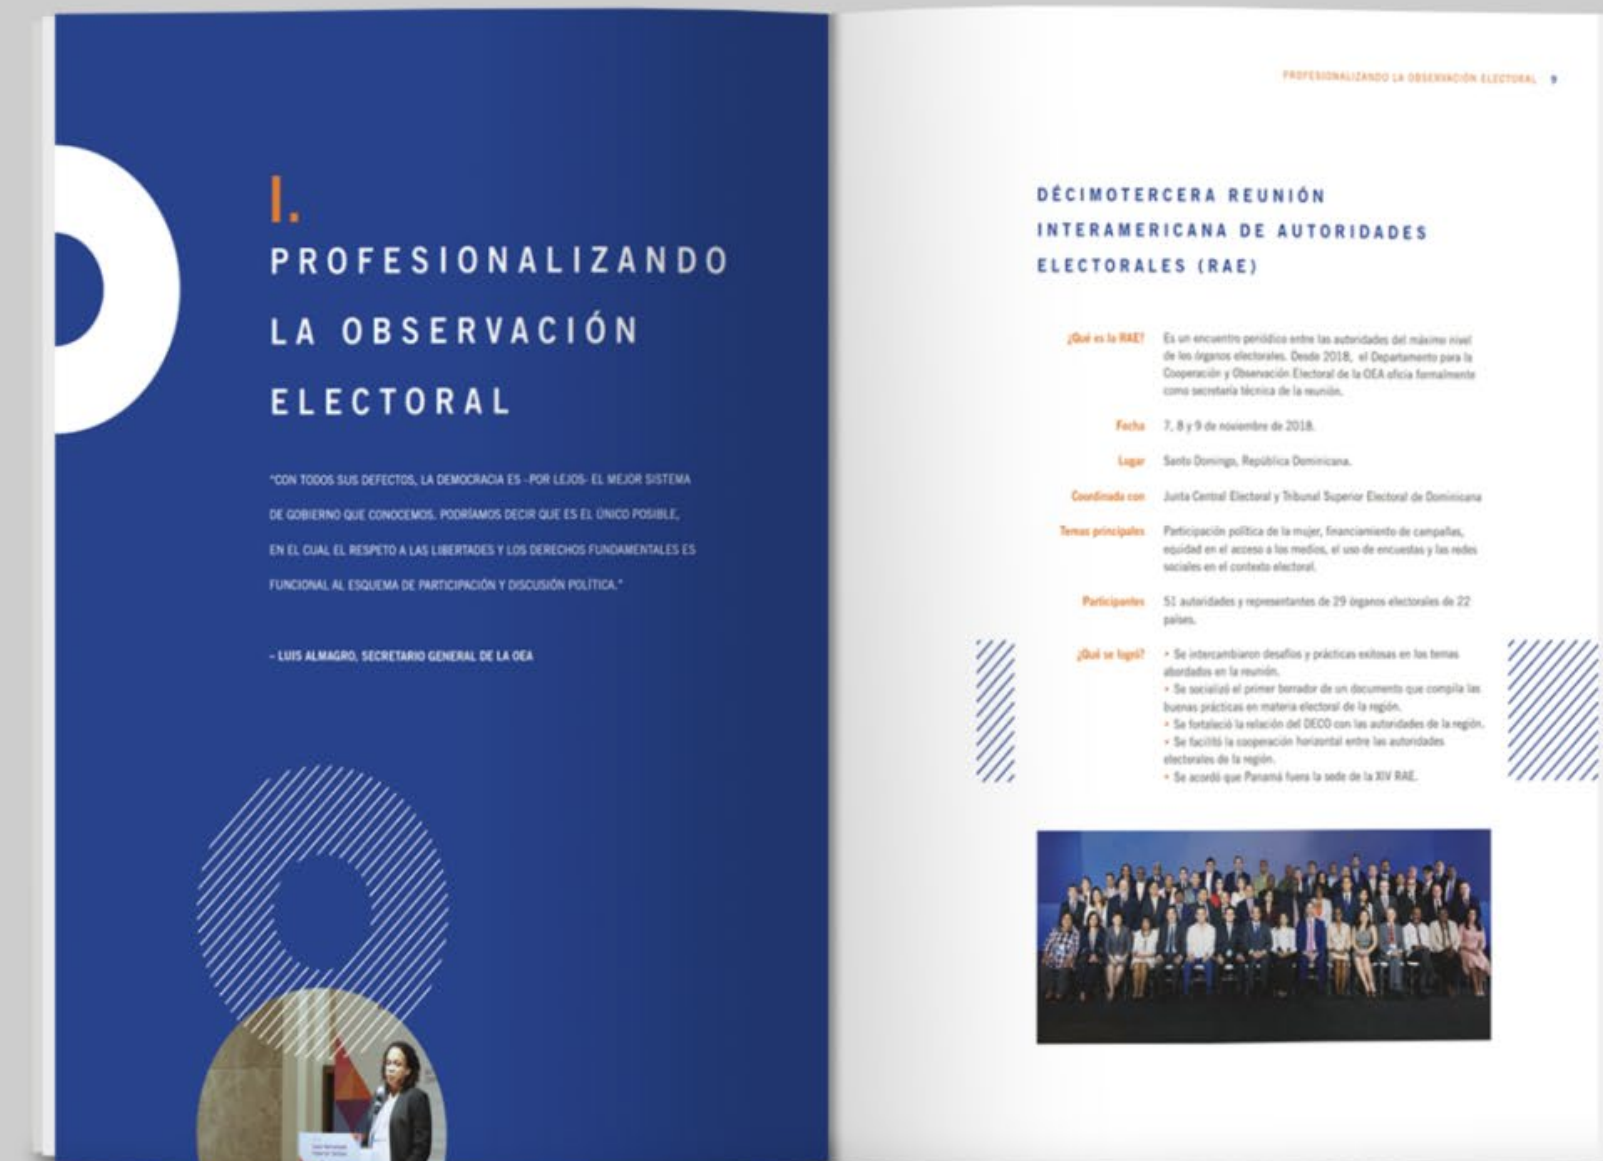 I.
PROFESIONALIZANDO
LA OBSERVACIÓN
ELECTORAL
"CON TODOS SUS DEFECTOS, LA DEMOCRACIA ES -POR LEJOS- EL MEJOR SISTEMA
DE GOBIERNO QUE CONOCEMOS. PODRÍAMOS DECIR QUE ES EL ÚNICO POSIBLE,
EN EL CUAL EL RESPETO A LAS LIBERTADES Y LOS DERECHOS FUNDAMENTALES ES
FUNCIONAL AL ESQUEMA DE PARTICIPACIÓN Y DISCUSIÓN POLÍTICA."
– LUIS ALMAGRO, SECRETARIO GENERAL DE LA OEA
PROFESIONALIZANDO LA OBSERVACIÓN ELECTORAL 9
DÉCIMOTERCERA REUNIÓN
INTERAMERICANA DE AUTORIDADES
ELECTORALES (RAE)
¿Qué es la RAE? Es un encuentro periódico entre las autoridades del máximo nivel
de los órganos electorales. Desde 2018, el Departamento para la
Cooperación y Observación Electoral de la OEA oficia formalmente
como secretaría técnica de la reunión.
Fecha 7, 8 y 9 de noviembre de 2018.
Lugar Santo Domingo, República Dominicana.
Coordinada con Junta Central Electoral y Tribunal Superior Electoral de Dominicana
Temas principales Participación política de la mujer, financiamiento de campañas,
equidad en el acceso a los medios, el uso de encuestas y las redes
sociales en el contexto electoral.
Participantes 51 autoridades y representantes de 29 órganos electorales de 22
países.
¿Qué se logró? • Se intercambiaron desafíos y prácticas exitosas en los temas
abordados en la reunión.
• Se socializó el primer borrador de un documento que compila las
buenas prácticas en materia electoral de la región.
• Se fortaleció la relación del DECO con las autoridades de la región.
• Se facilitó la cooperación horizontal entre las autoridades
electorales de la región.
• Se acordó que Panamá fuera la sede de la XIV RAE.